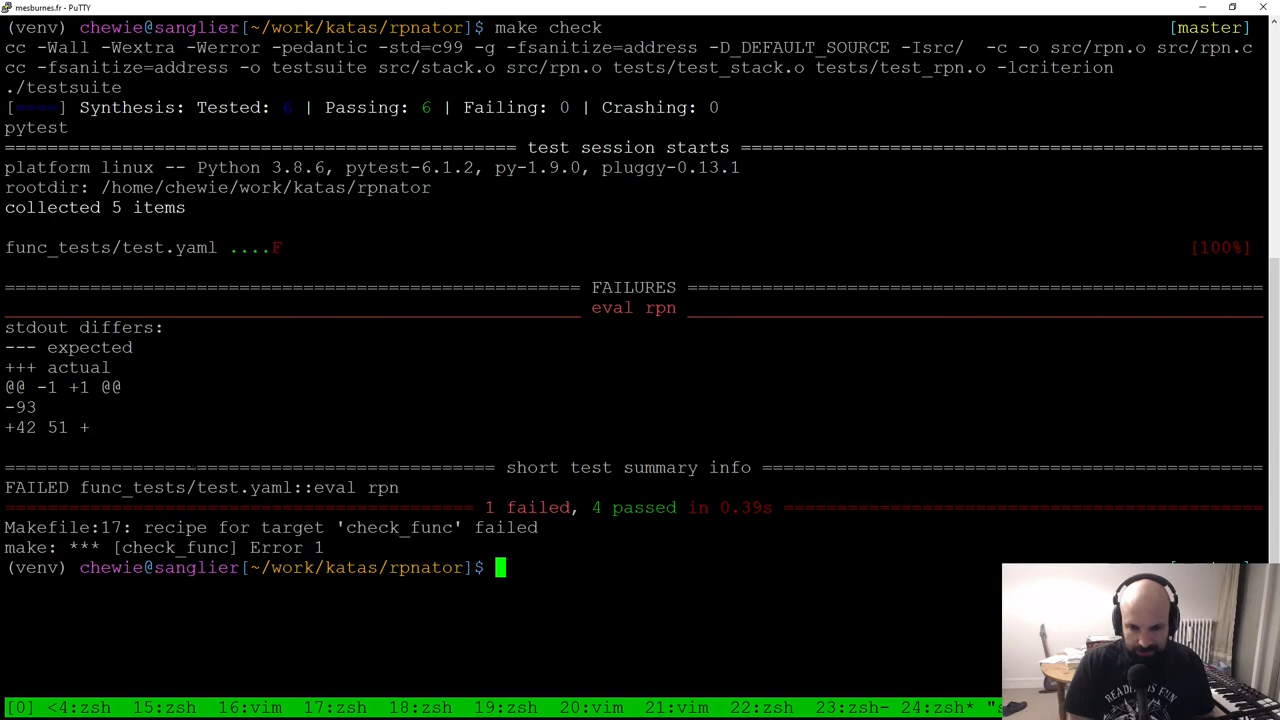 mesburnes.fr - PuTTY
(venv) chewie@sanglier[~/work/katas/rpnator]$ make check [master]
cc -Wall -Wextra -Werror -pedantic -std=c99 -g -fsanitize=address -D_DEFAULT_SOURCE -Isrc/ -c -o src/rpn.o src/rpn.c
cc -fsanitize=address -o testsuite src/stack.o src/rpn.o tests/test_stack.o tests/test_rpn.o -lcriterion
./testsuite
[====] Synthesis: Tested: 6 | Passing: 6 | Failing: 0 | Crashing: 0
pytest
================================================ test session starts =================================================
platform linux -- Python 3.8.6, pytest-6.1.2, py-1.9.0, pluggy-0.13.1
rootdir: /home/chewie/work/katas/rpnator
collected 5 items
func_tests/test.yaml ....F [100%]
====================================================== FAILURES ======================================================
______________________________________________________ eval rpn ______________________________________________________
stdout differs:
--- expected
+++ actual
@@ -1 +1 @@
-93
+42 51 +
============================================== short test summary info ===============================================
FAILED func_tests/test.yaml::eval rpn
============================================ 1 failed, 4 passed in 0.39s =============================================
Makefile:17: recipe for target 'check_func' failed
make: *** [check_func] Error 1
(venv) chewie@sanglier[~/work/katas/rpnator]$
READING IS FUN
[0] <4:zsh 15:zsh 16:vim 17:zsh 18:zsh 19:zsh 20:vim 21:vim 22:zsh 23:zsh- 24:zsh* "s